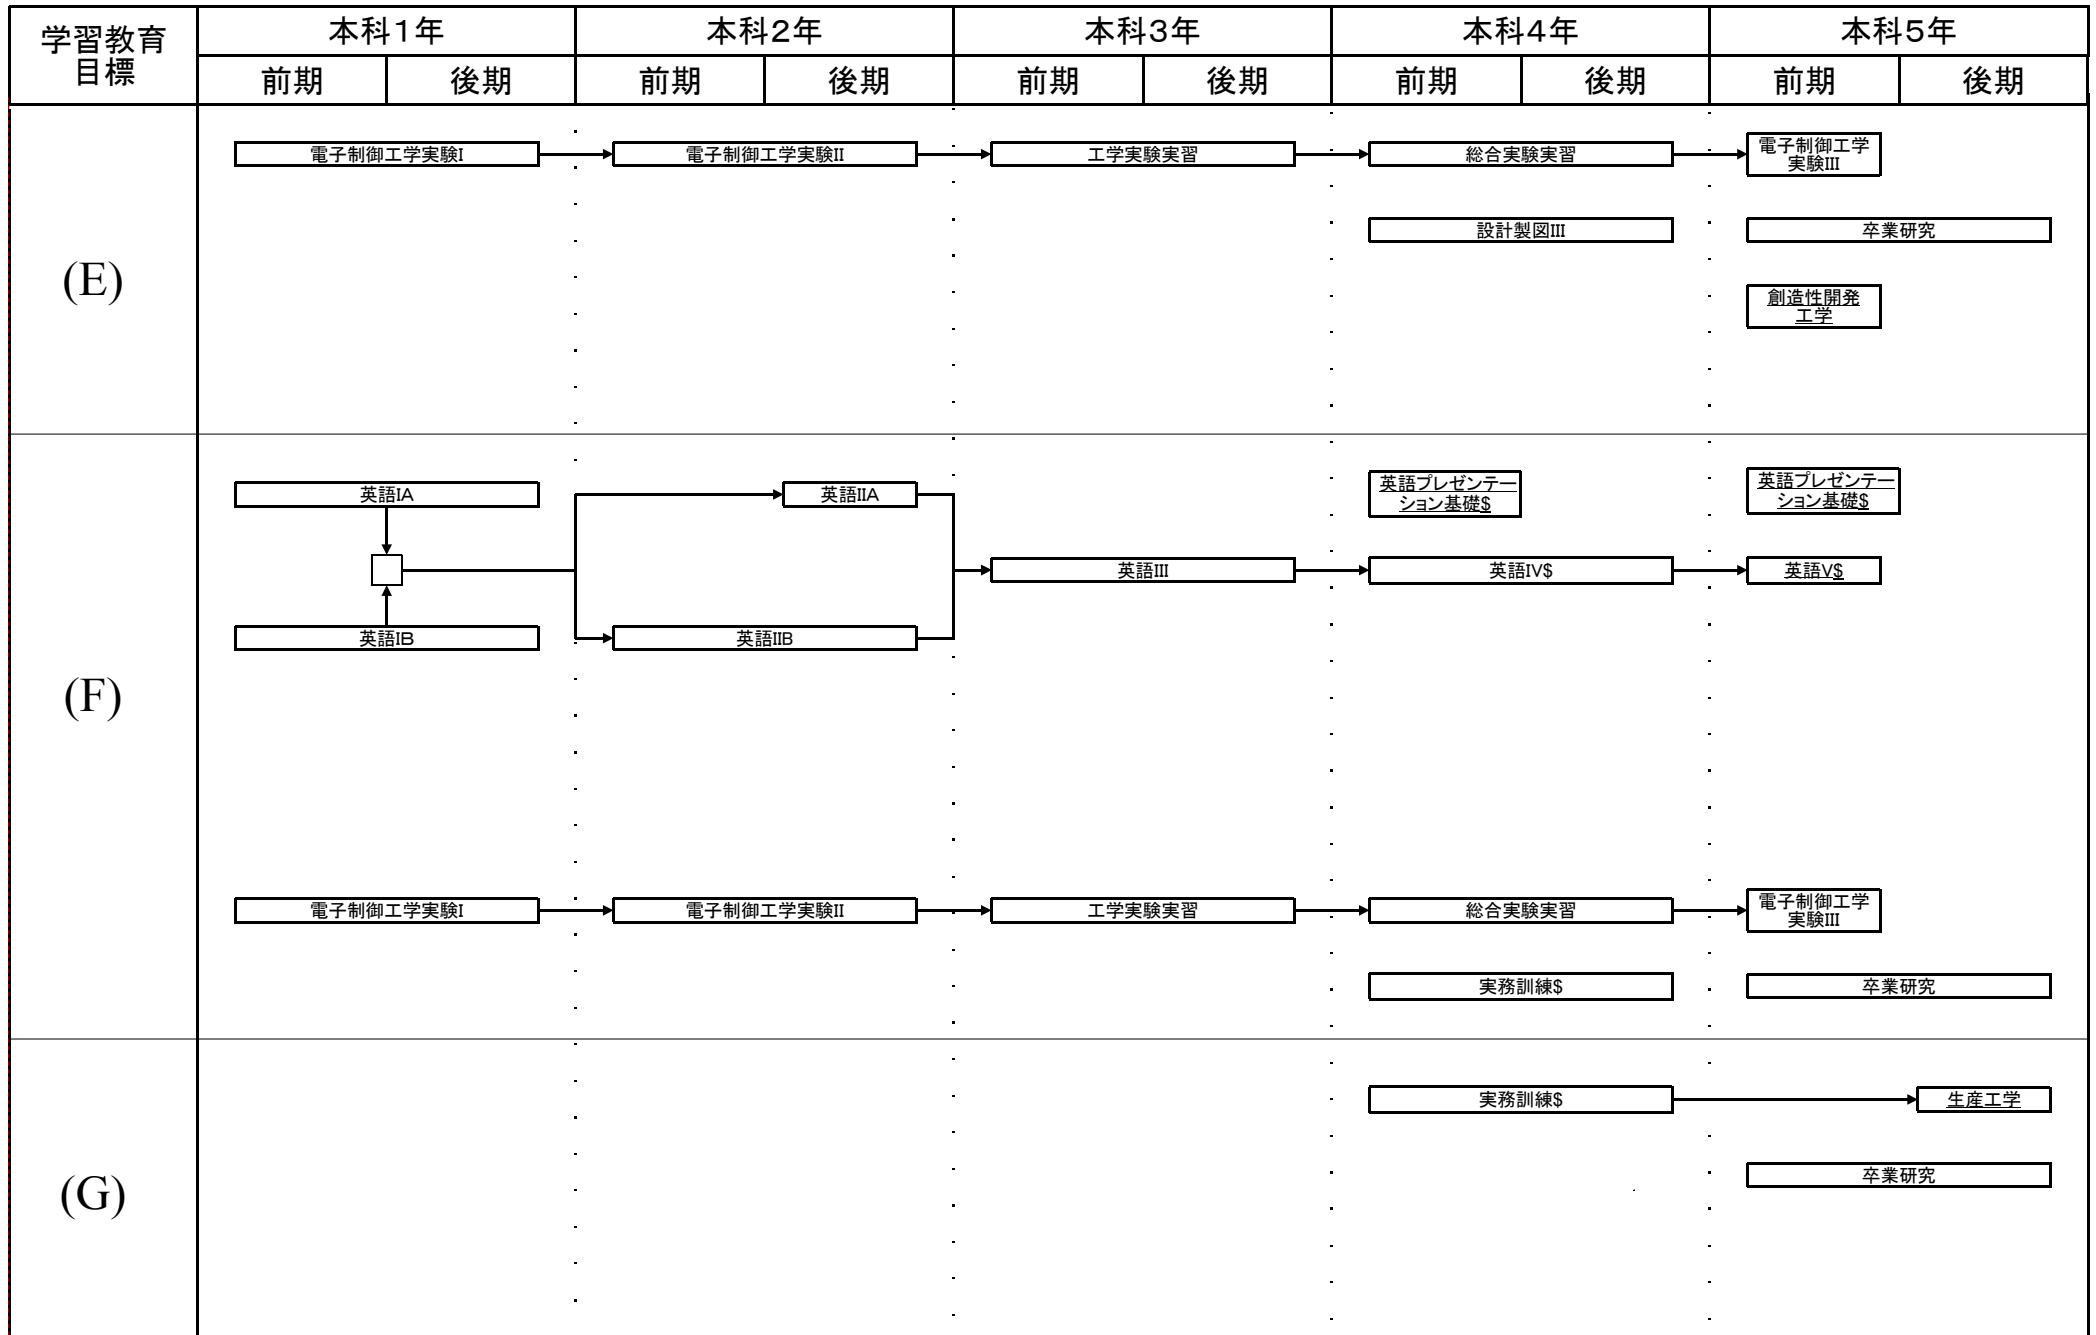 学習教育
目標
本科1年
本科2年
本科3年
本科4年
本科5年
前期
後期
前期
後期
前期
後期
前期
後期
前期
後期
(E)
電子制御工学実験I
電子制御工学実験II
工学実験実習
総合実験実習
電子制御工学
実験III
設計製図III
卒業研究
創造性開発
工学
(F)
英語IA
英語IIA
英語プレゼンテー
ション基礎$
英語プレゼンテー
ション基礎$
英語III
英語IV$
英語V$
英語IB
英語IIB
電子制御工学実験I
電子制御工学実験II
工学実験実習
総合実験実習
電子制御工学
実験III
実務訓練$
卒業研究
(G)
実務訓練$
生産工学
卒業研究